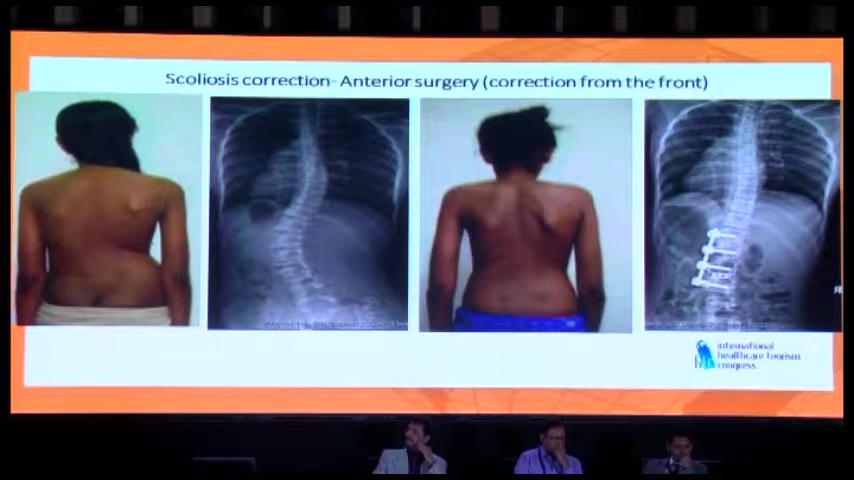 Scoliosis correction- Anterior surgery (correction from the front)
international
healthcare tourism
congress